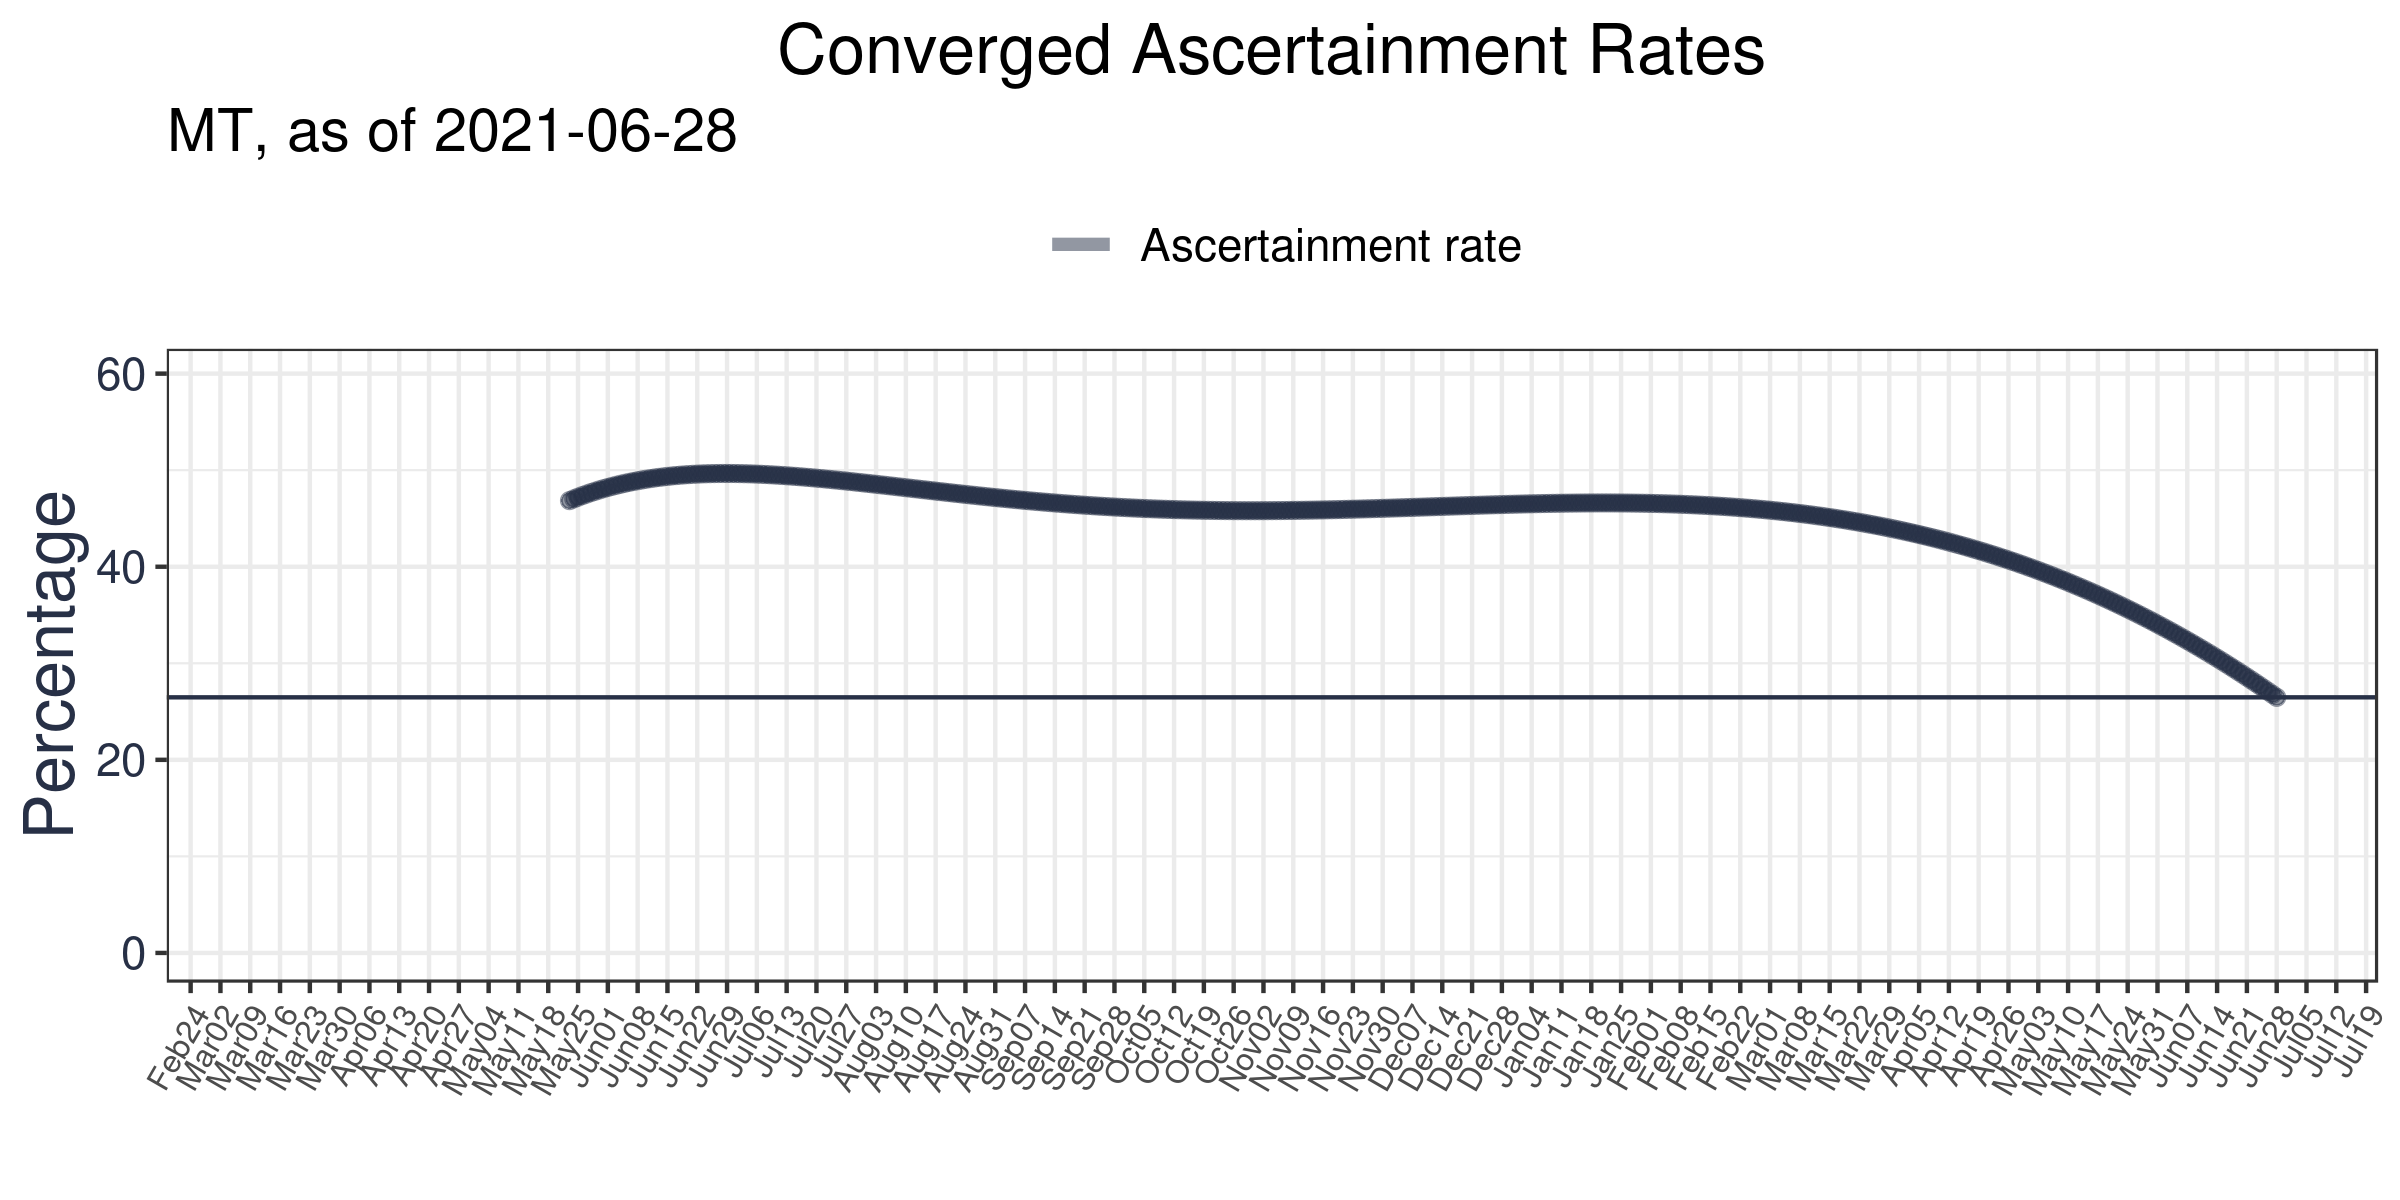 Converged Ascertainment Rates
MT, as of 2021-06-28
Ascertainment rate
Percentage
60
40
20
0
Feb24
Mar02
Mar09
Mar16
Mar23
Mar30
Apr06
Apr13
Apr20
Apr27
May04
May11
May18
May25
Jun01
Jun08
Jun15
Jun22
Jun29
Jul06
Jul13
Jul20
Jul27
Aug03
Aug10
Aug17
Aug24
Aug31
Sep07
Sep14
Sep21
Sep28
Oct05
Oct12
Oct19
Oct26
Nov02
Nov09
Nov16
Nov23
Nov30
Dec07
Dec14
Dec21
Dec28
Jan04
Jan11
Jan18
Jan25
Feb01
Feb08
Feb15
Feb22
Mar01
Mar08
Mar15
Mar22
Mar29
Apr05
Apr12
Apr19
Apr26
May03
May10
May17
May24
May31
Jun07
Jun14
Jun21
Jun28
Jul05
Jul12
Jul19